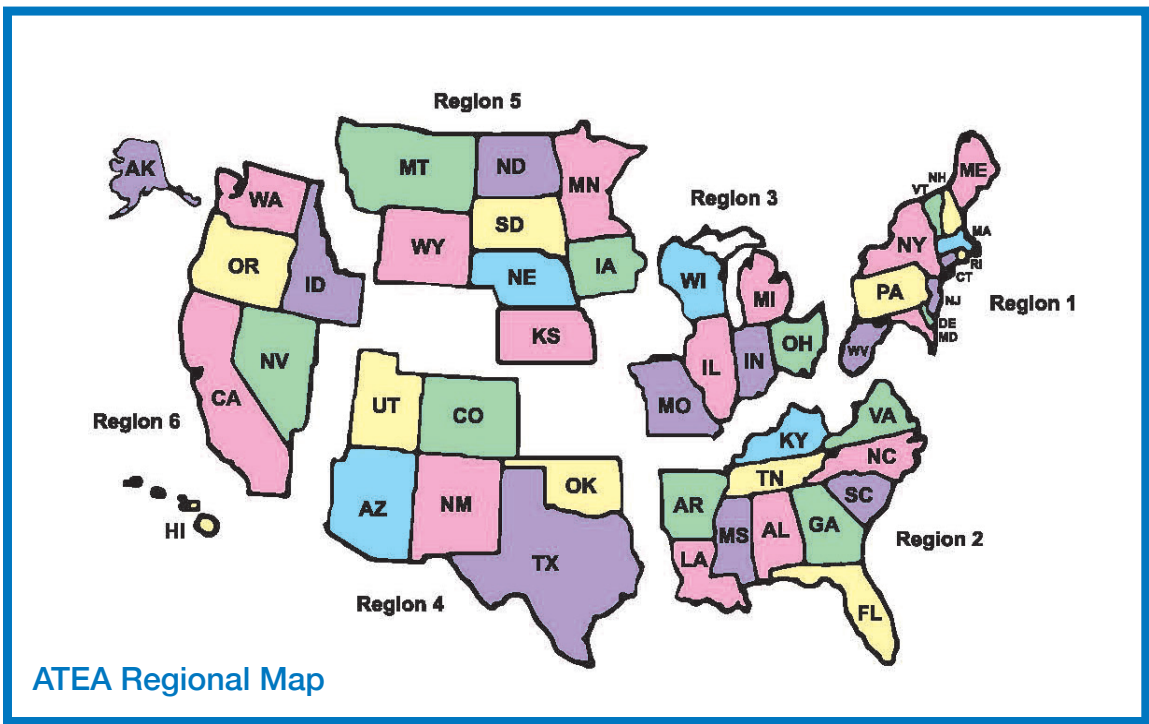 Region 5
AK
WA
OR
ID
NV
CA
Region 6
HI
MT
ND
MN
WY
SD
NE
IA
KS
UT
CO
AZ
NM
OK
TX
Region 4
Region 3
WI
MI
IL
IN
OH
MO
ME
NH
VT
NY
MA
RI
CT
PA
NJ
DE
MD
WV
Region 1
KY
VA
TN
NC
AR
SC
MS
AL
GA
LA
FL
Region 2
ATEA Regional Map